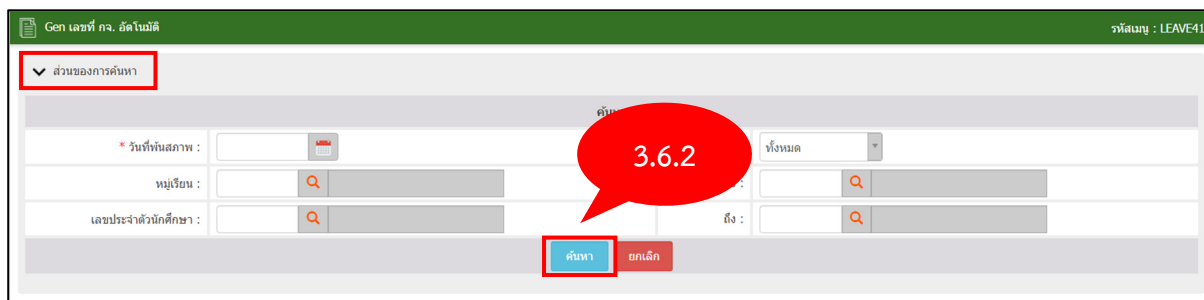 Gen เลขที่ กจ. อัตโนมัติ รหัสเมนู : LEAVE41
ส่วนของการค้นหา
* วันที่พ้นสภาพ : ทั้งหมด
3.6.2
หมู่เรียน :
เลขประจำตัวนักศึกษา : ถึง :
ค้นหา ยกเลิก